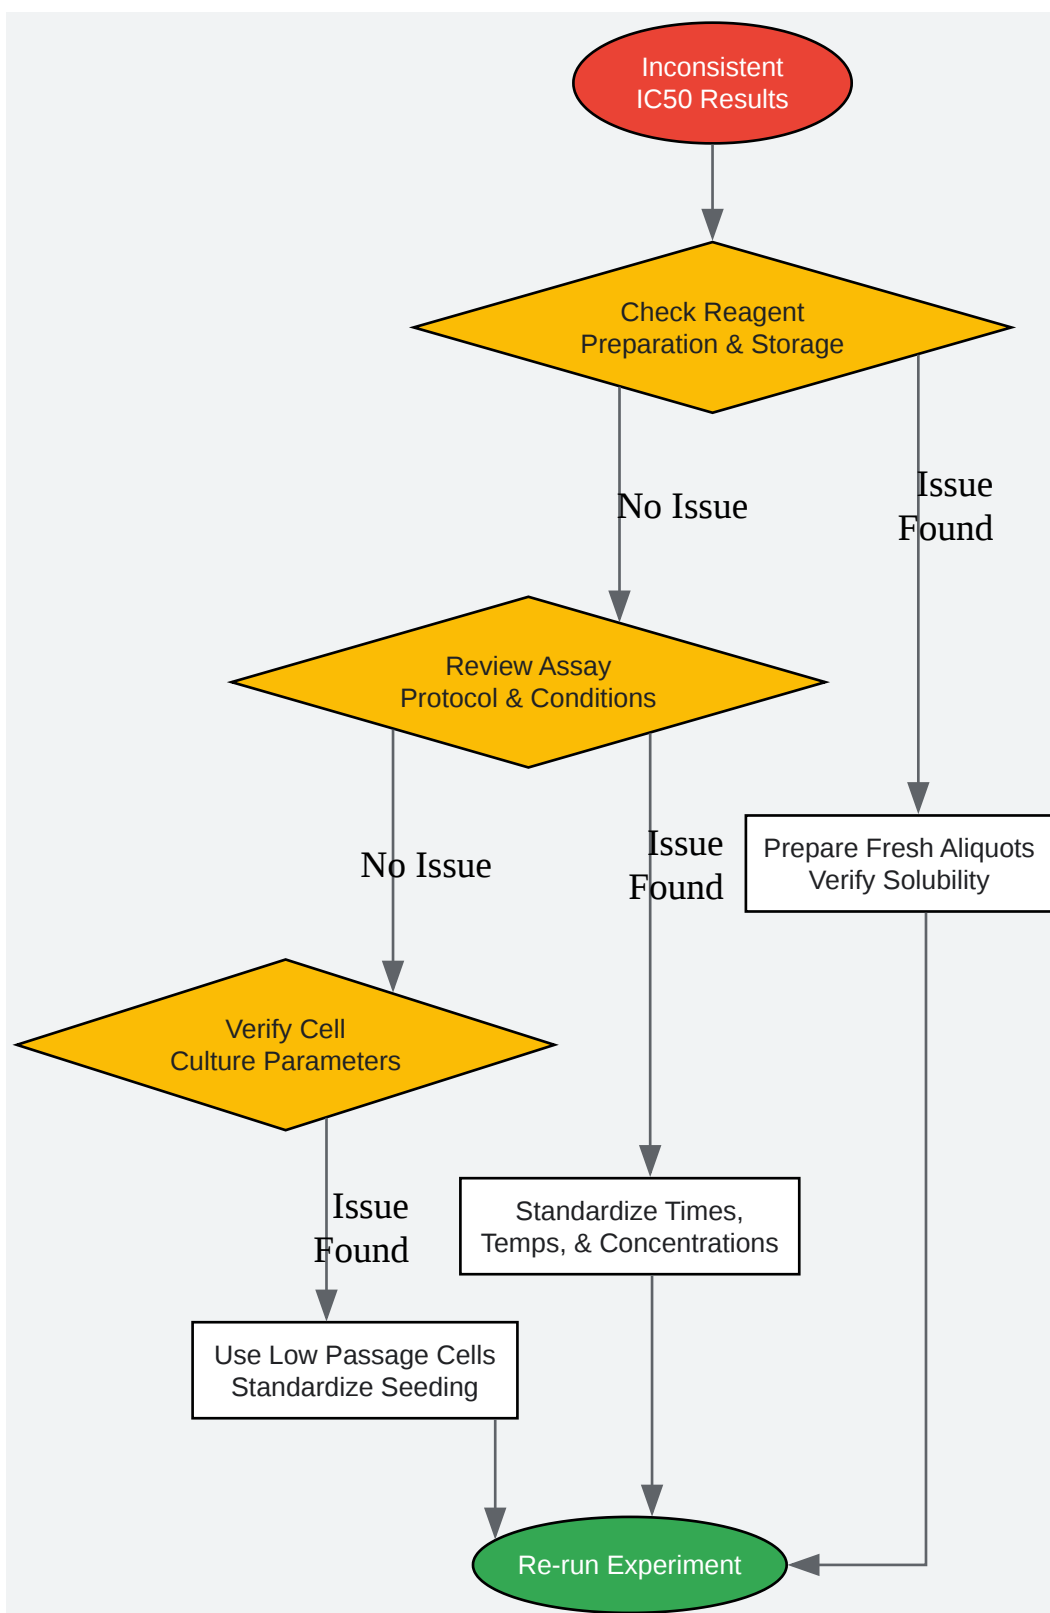 Inconsistent
IC50 Results
Check Reagent
Preparation & Storage
No Issue
Issue
Found
Review Assay
Protocol & Conditions
No Issue
Issue
Found
Prepare Fresh Aliquots
Verify Solubility
Verify Cell
Culture Parameters
Issue
Found
Standardize Times,
Temps, & Concentrations
Use Low Passage Cells
Standardize Seeding
Re-run Experiment